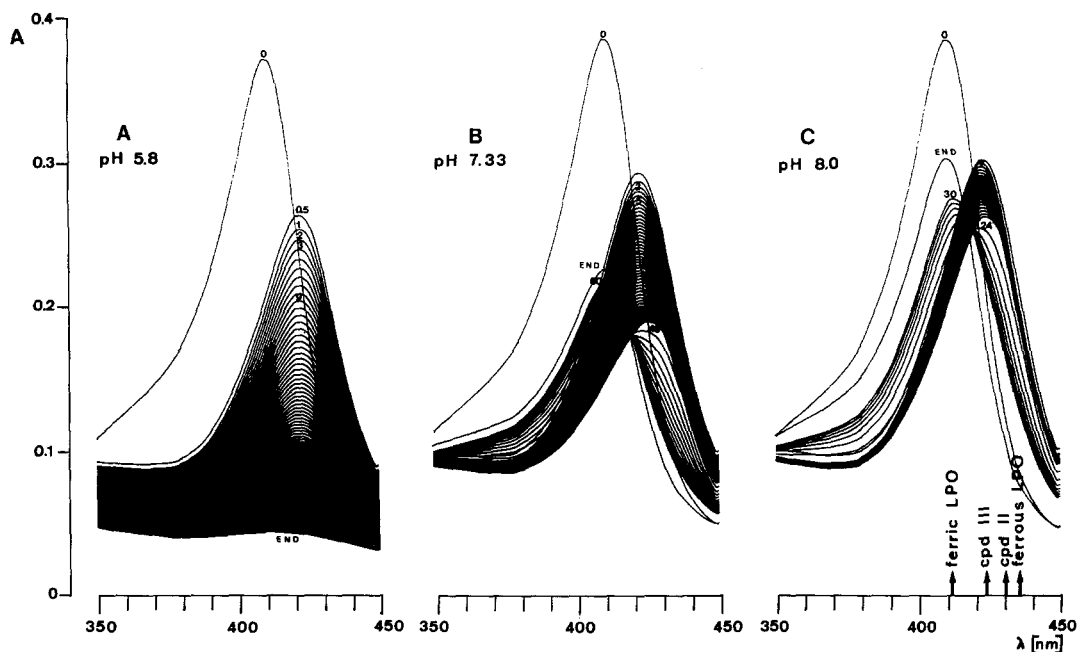 A
0.4
0.3
0.2
0.1
0
A
pH 5.8
0
0.5
1
2
3
END
350
400
450
B
pH 7.33
0
END
60
350
400
450
C
pH 8.0
0
END
30
24
ferric LPO
cpd III
cpd II
ferrous LPO
350
400
450
λ [nm]